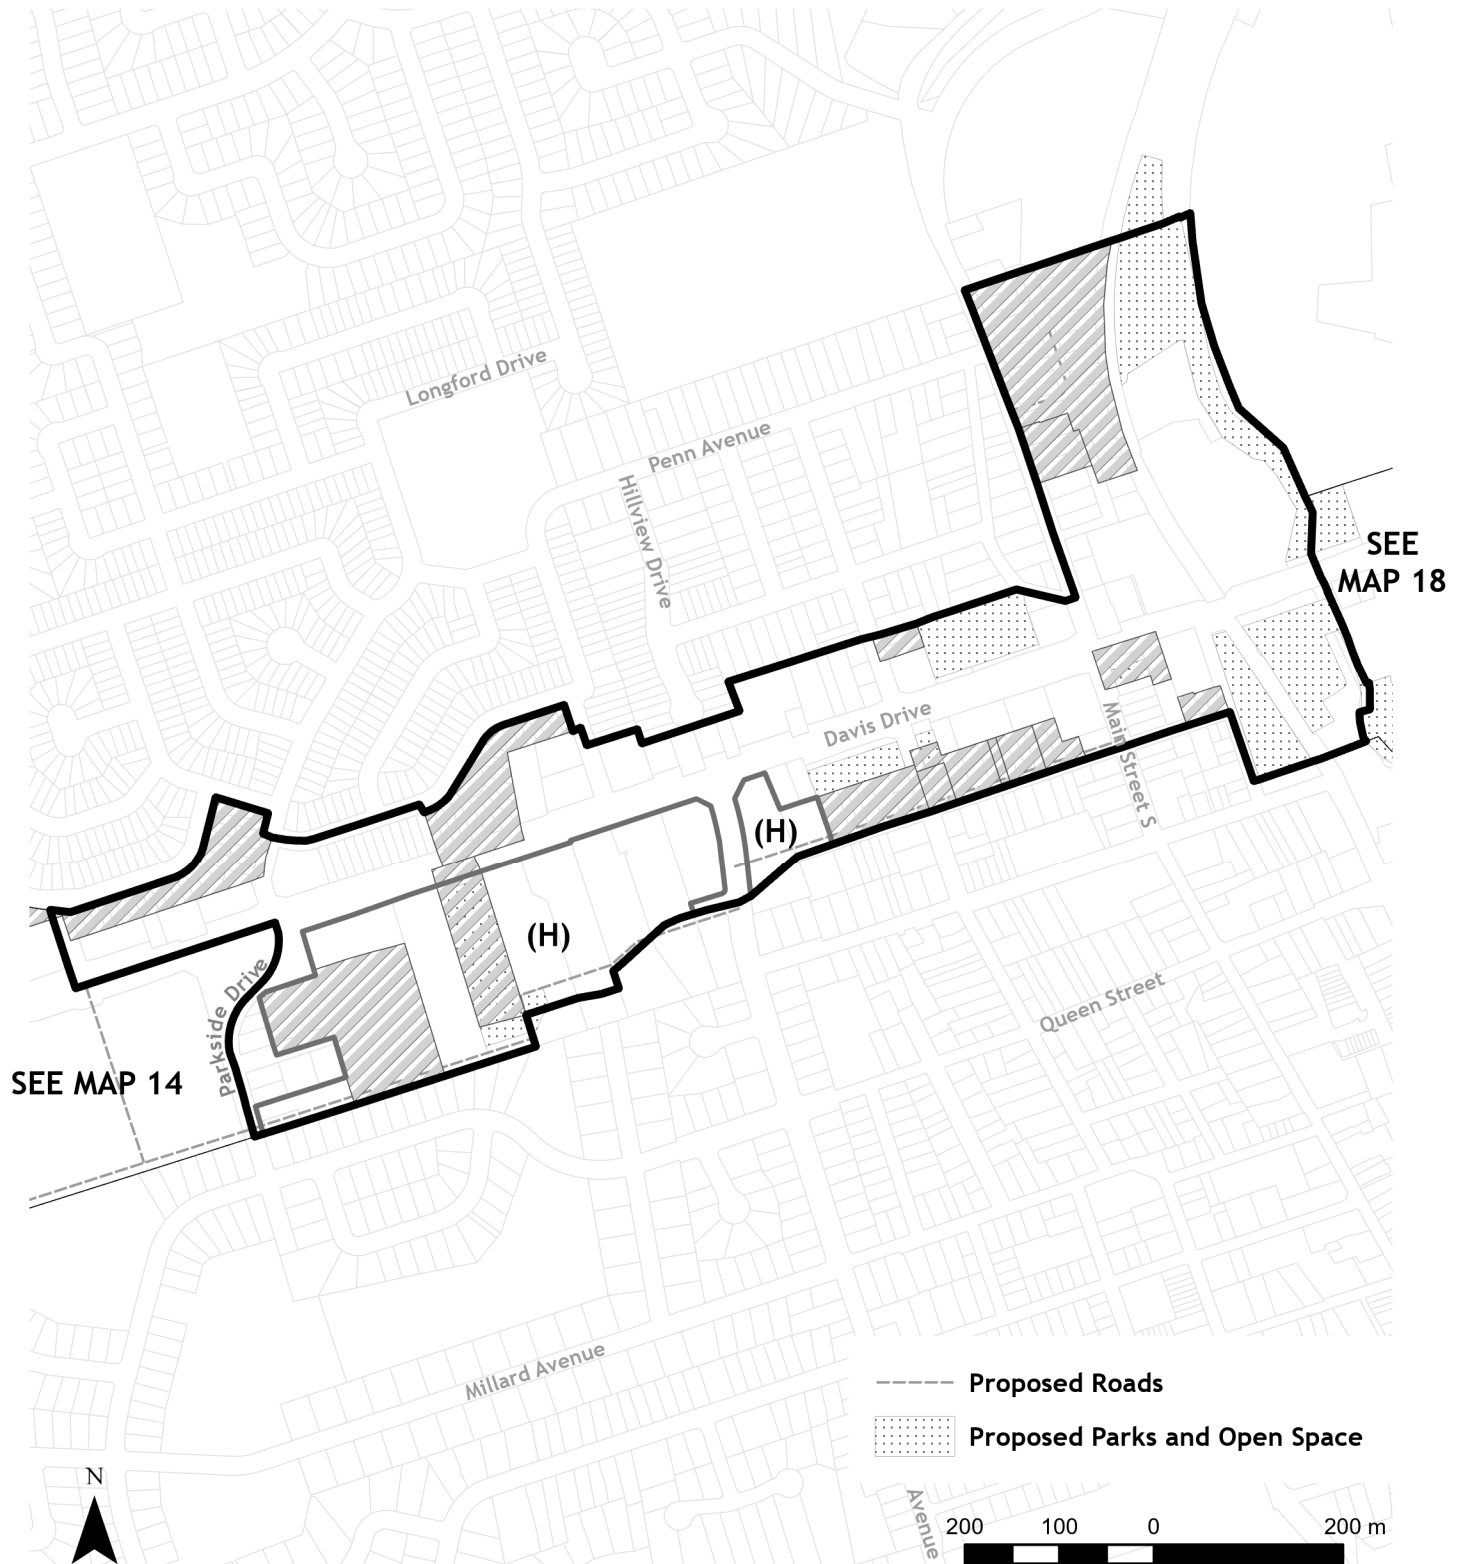 Longford Drive
Penn Avenue
Hillview Drive
SEE
MAP 18
Davis Drive
Main Street S
(H)
(H)
Parkside Drive
Queen Street
SEE MAP 14
Millard Avenue
Proposed Roads
Proposed Parks and Open Space
N
Avenue
200 100 0 200 m